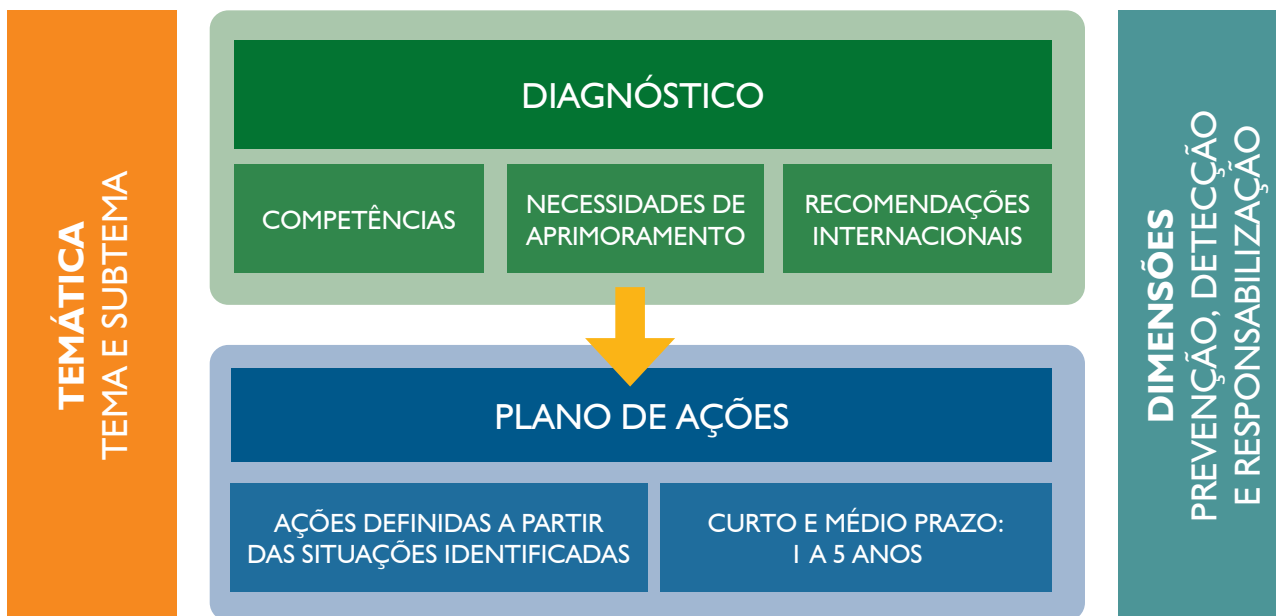 TEMÁTICA
TEMA E SUBTEMA
DIAGNÓSTICO
COMPETÊNCIAS
NECESSIDADES DE
APRIMORAMENTO
RECOMENDAÇÕES
INTERNACIONAIS
PLANO DE AÇÕES
AÇÕES DEFINIDAS A PARTIR
DAS SITUAÇÕES IDENTIFICADAS
CURTO E MÉDIO PRAZO:
1 A 5 ANOS
DIMENSÕES
PREVENÇÃO, DETECÇÃO
E RESPONSABILIZAÇÃO